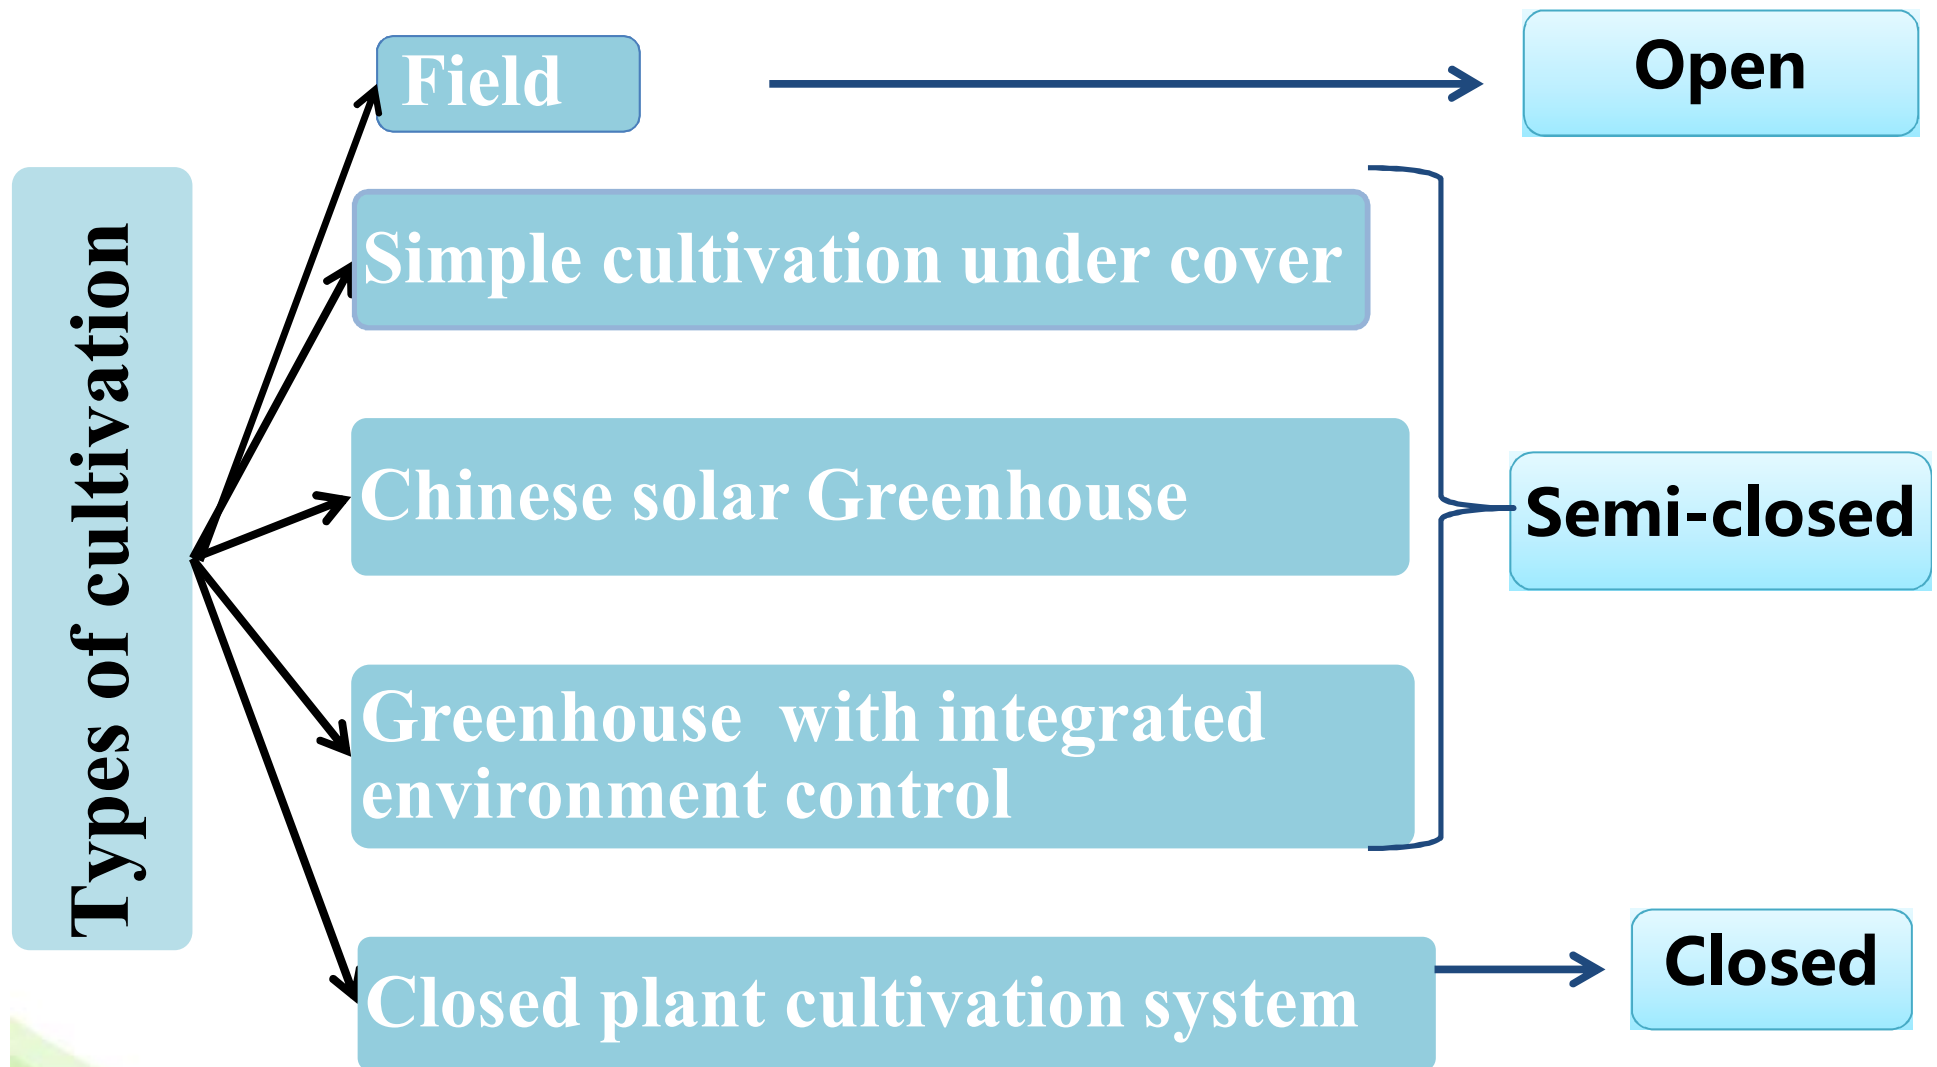 Types of cultivation
Field
Open
Simple cultivation under cover
Chinese solar Greenhouse
Semi-closed
Greenhouse  with integrated
environment control
Closed plant cultivation system
Closed